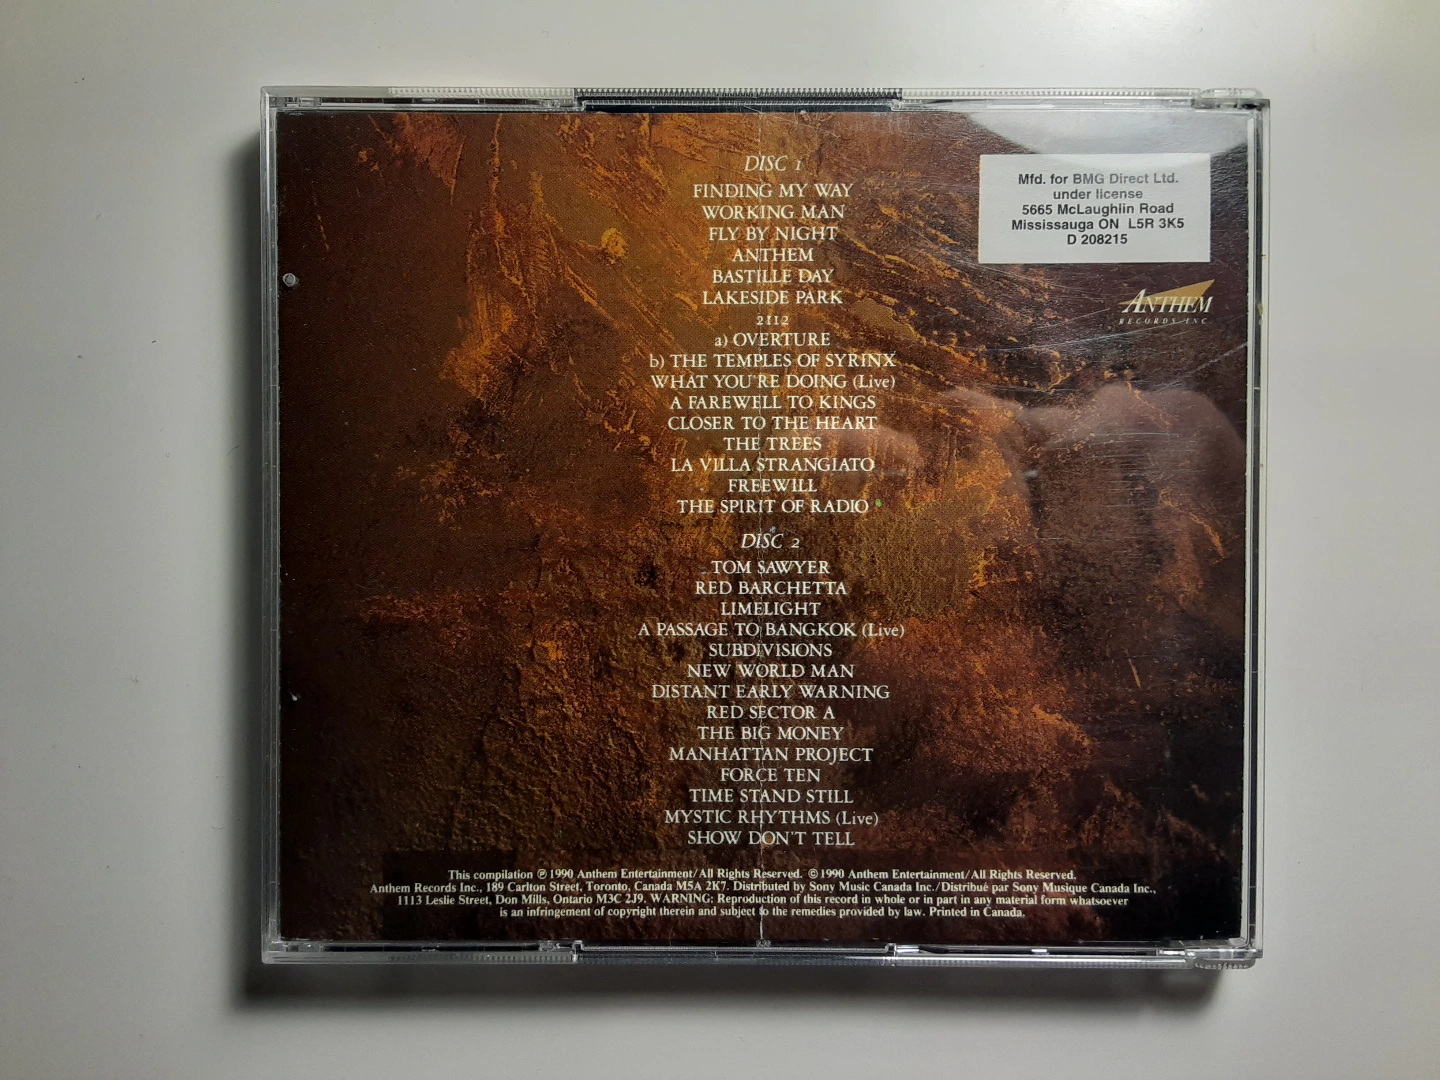 DISC 1
FINDING MY WAY
WORKING MAN
FLY BY NIGHT
ANTHEM
BASTILLE DAY
LAKESIDE PARK
2112
a) OVERTURE
b) THE TEMPLES OF SYRINX
WHAT YOU'RE DOING (Live)
A FAREWELL TO KINGS
CLOSER TO THE HEART
THE TREES
LA VILLA STRANGIATO
FREEWILL
THE SPIRIT OF RADIO
DISC 2
TOM SAWYER
RED BARCHETTA
LIMELIGHT
A PASSAGE TO BANGKOK (Live)
SUBDIVISIONS
NEW WORLD MAN
DISTANT EARLY WARNING
RED SECTOR A
THE BIG MONEY
MANHATTAN PROJECT
FORCE TEN
TIME STAND STILL
MYSTIC RHYTHMS (Live)
SHOW DON'T TELL
Mfd. for BMG Direct Ltd.
under license
5665 McLaughlin Road
Mississauga ON L5R 3K5
D 208215
ANTHEM
RECORDS INC
This compilation ℗ 1990 Anthem Entertainment/All Rights Reserved. © 1990 Anthem Entertainment/All Rights Reserved.
Anthem Records Inc., 189 Carlton Street, Toronto, Canada M5A 2K7. Distributed by Sony Music Canada Inc./Distribué par Sony Musique Canada Inc.,
1113 Leslie Street, Don Mills, Ontario M3C 2J9. WARNING: Reproduction of this record in whole or in part in any material form whatsoever
is an infringement of copyright therein and subject to the remedies provided by law. Printed in Canada.